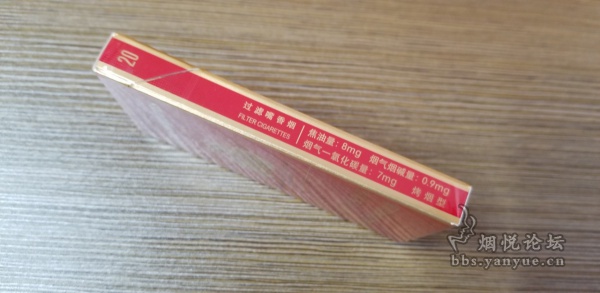 20
过滤嘴香烟
FILTER CIGARETTES
焦油量：8mg 烟气烟碱量：0.9mg
烟气一氧化碳量：7mg 烤烟型
烟悦论坛
bbs.yanyue.cn